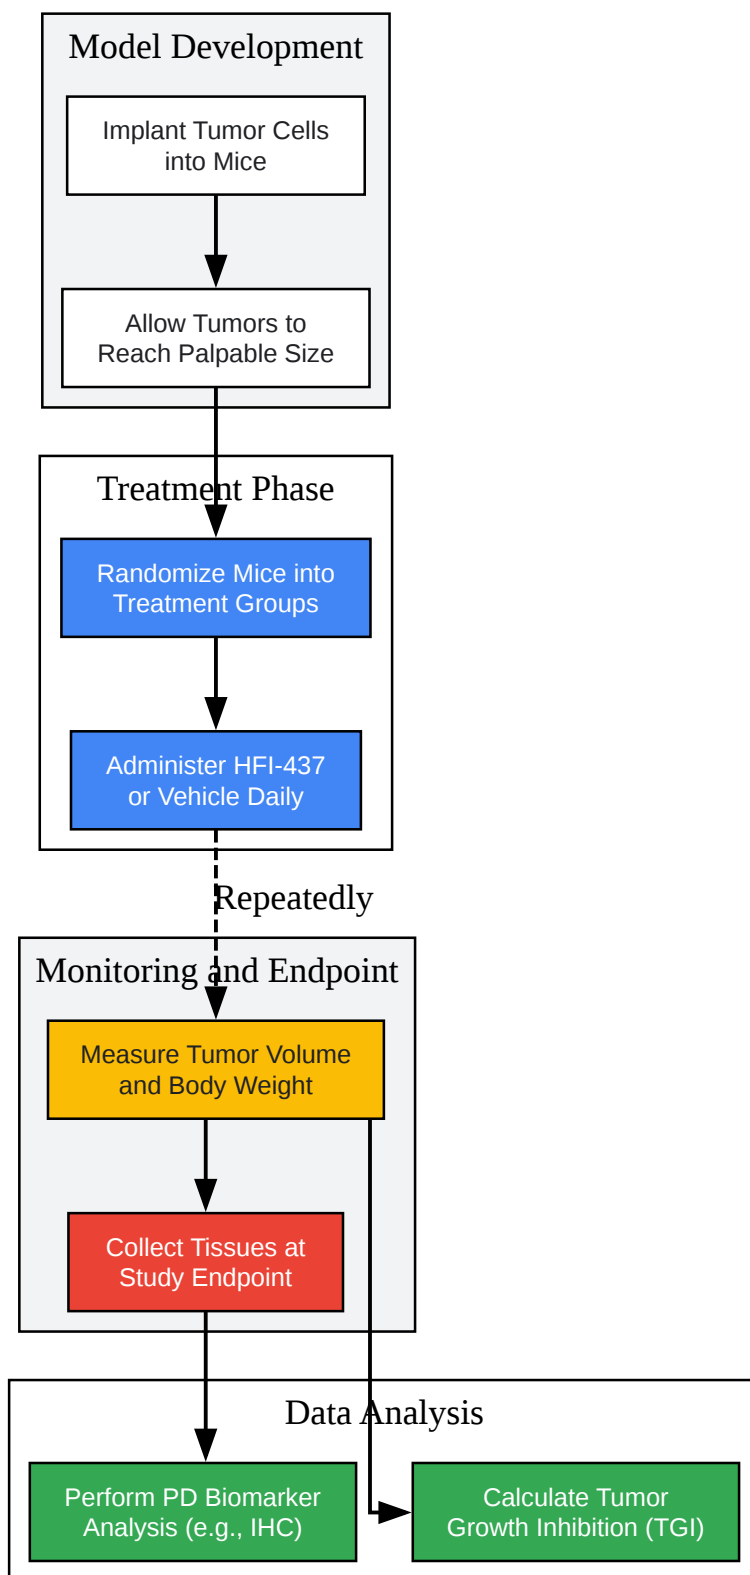 Model Development
Implant Tumor Cells
into Mice
Allow Tumors to
Reach Palpable Size
Treatment Phase
Randomize Mice into
Treatment Groups
Administer HFI-437
or Vehicle Daily
Repeatedly
Monitoring and Endpoint
Measure Tumor Volume
and Body Weight
Collect Tissues at
Study Endpoint
Data Analysis
Perform PD Biomarker
Analysis (e.g., IHC)
Calculate Tumor
Growth Inhibition (TGI)